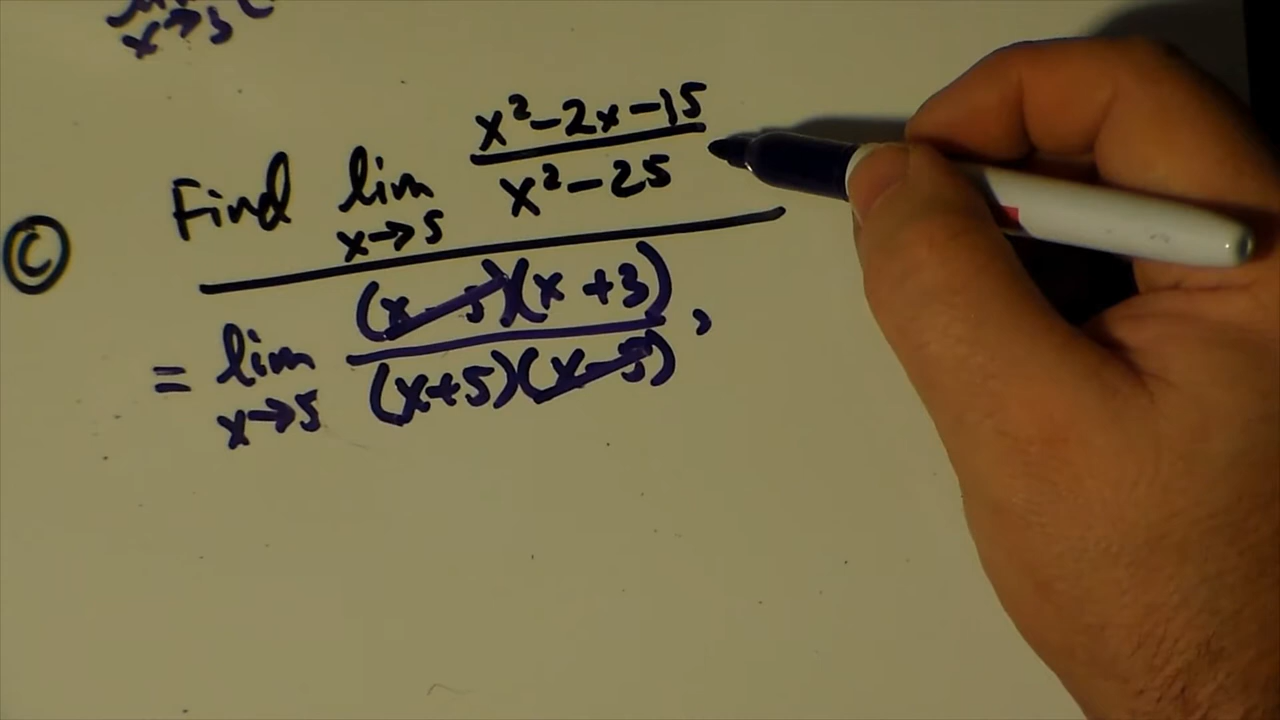 x→3
Ⓒ Find lim x→5 (x²-2x-15)/(x²-25)
= lim x→5 (x-5)(x+3)/(x+5)(x-5),